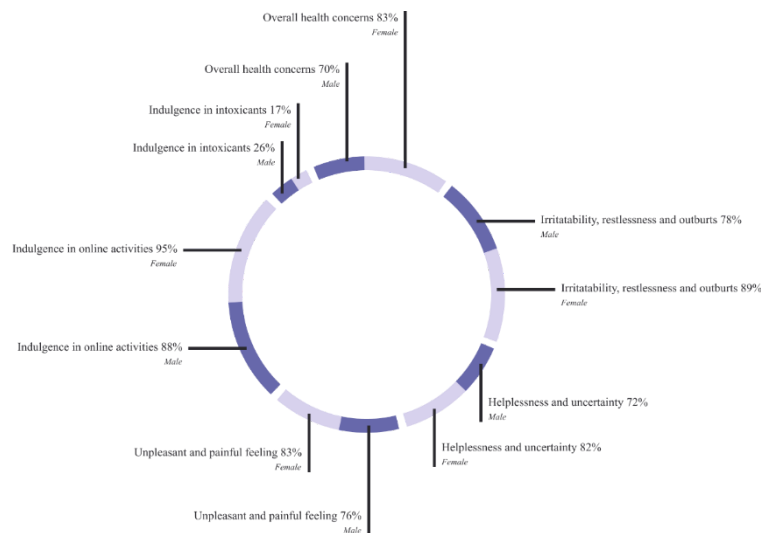 Overall health concerns 83%
Female
Overall health concerns 70%
Male
Indulgence in intoxicants 17%
Female
Indulgence in intoxicants 26%
Male
Irritatability, restlessness and outburts 78%
Male
Indulgence in online activities 95%
Female
Irritatability, restlessness and outburts 89%
Female
Indulgence in online activities 88%
Male
Helplessness and uncertainty 72%
Male
Helplessness and uncertainty 82%
Female
Unpleasant and painful feeling 83%
Female
Unpleasant and painful feeling 76%
Male